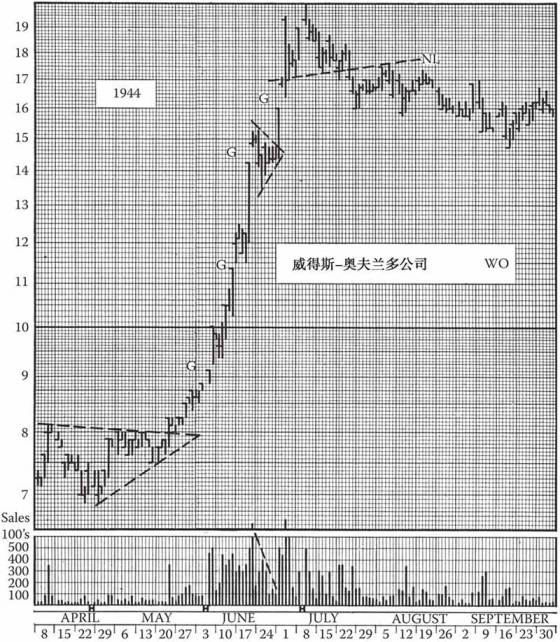 19
18
NL
17
1944
G
16
15
G
14
13
12
威得斯-奥夫兰多公司 WO
G
11
10
G
9
8
7
Sales
100's
500
400
300
200
100
APRIL MAY JUNE JULY AUGUST SEPTEMBER
8 15 22 29 6 13 20 27 3 10 17 24 1 8 15 22 29 5 12 19 26 2 9 16 23 30